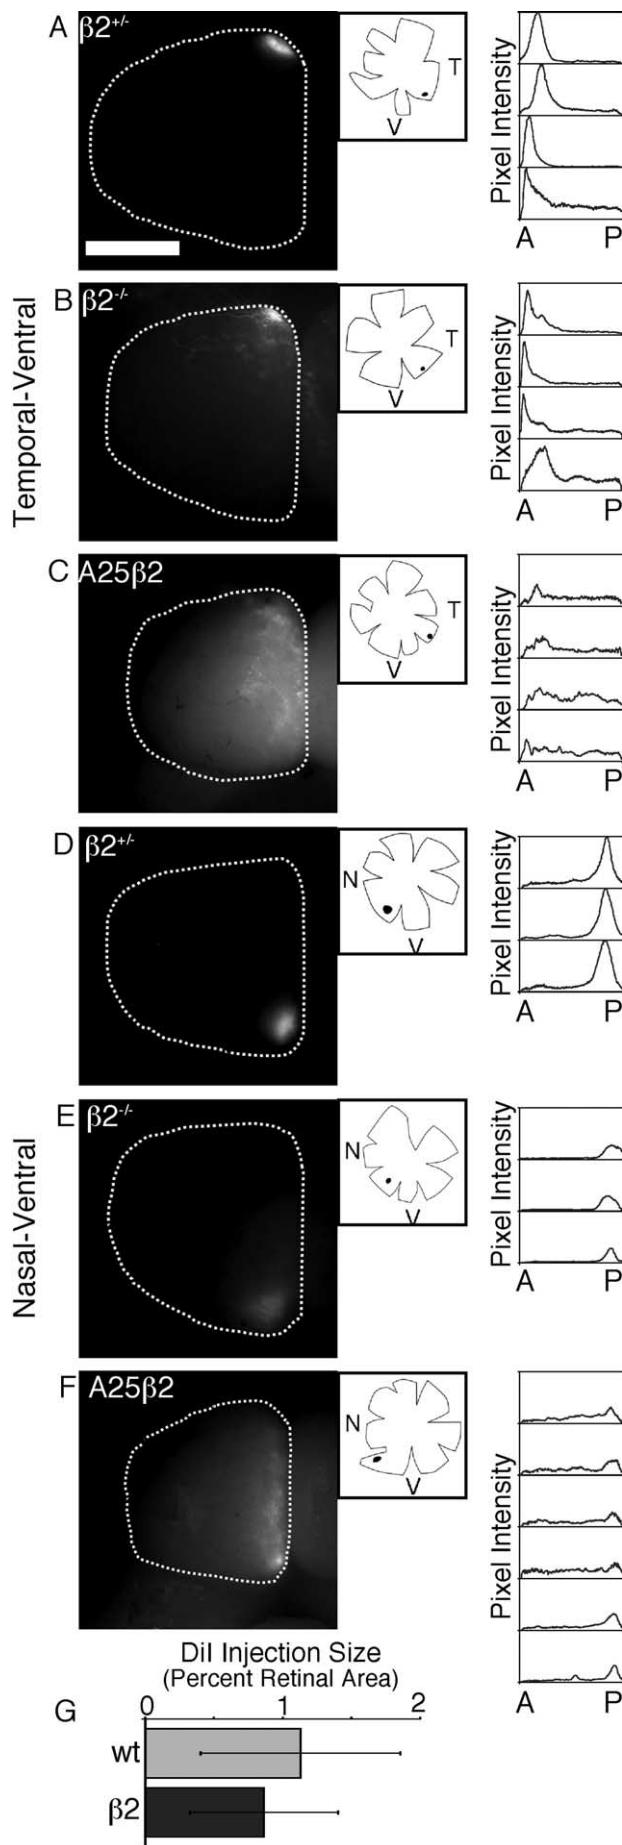 Temporal-Ventral
A
β2+/-
T
V
Pixel Intensity
A P
B
β2-/-
T
V
Pixel Intensity
A P
C
A25β2
T
V
Pixel Intensity
A P
Nasal-Ventral
D
β2+/-
N
V
Pixel Intensity
A P
E
β2-/-
N
V
Pixel Intensity
A P
F
A25β2
N
V
Pixel Intensity
A P
G
DiI Injection Size
(Percent Retinal Area)
0 1 2
wt
β2